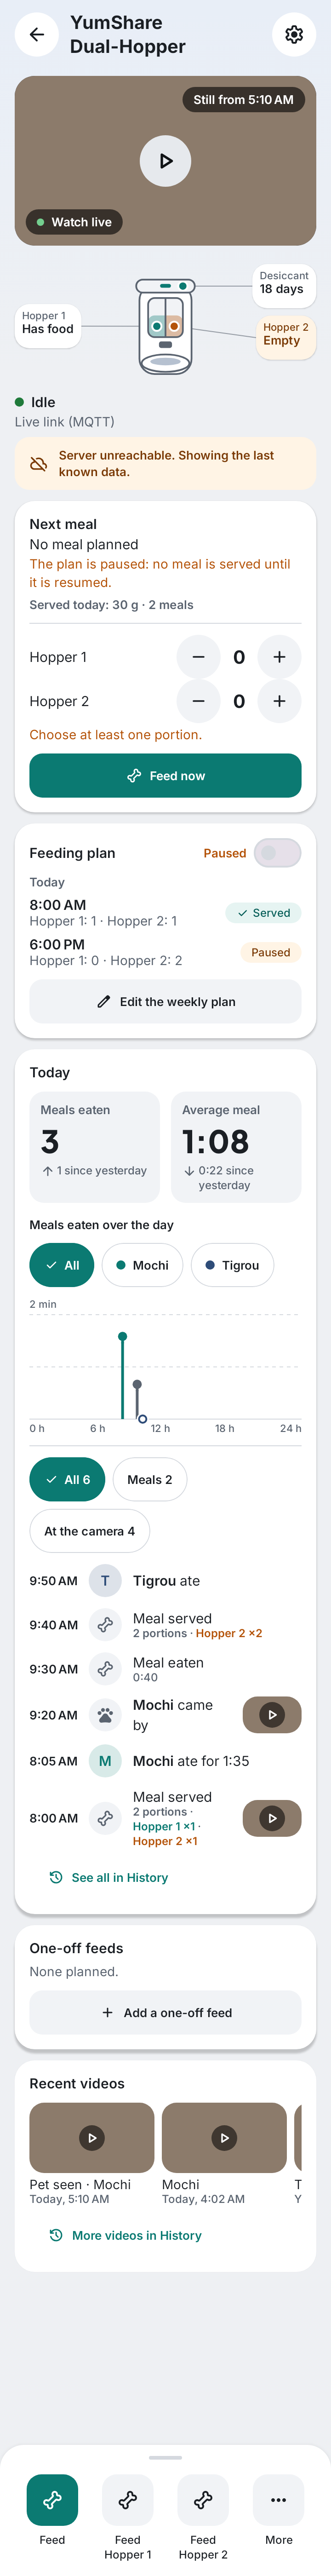 YumShare
Dual-Hopper
Still from 5:10 AM
Watch live
Desiccant
18 days
Hopper 1
Has food
Hopper 2
Empty
Idle
Live link (MQTT)
Server unreachable. Showing the last
known data.
Next meal
No meal planned
The plan is paused: no meal is served until
it is resumed.
Served today: 30 g · 2 meals
Hopper 1
0
Hopper 2
0
Choose at least one portion.
Feed now
Feeding plan
Paused
Today
8:00 AM
Hopper 1: 1 · Hopper 2: 1
Served
6:00 PM
Hopper 1: 0 · Hopper 2: 2
Paused
Edit the weekly plan
Today
Meals eaten
3
1 since yesterday
Average meal
1:08
0:22 since
yesterday
Meals eaten over the day
All
Mochi
Tigrou
2 min
0 h 6 h 12 h 18 h 24 h
All 6
Meals 2
At the camera 4
9:50 AM T Tigrou ate
9:40 AM Meal served
2 portions · Hopper 2 ×2
9:30 AM Meal eaten
0:40
9:20 AM Mochi came
by
8:05 AM M Mochi ate for 1:35
8:00 AM Meal served
2 portions ·
Hopper 1 ×1 ·
Hopper 2 ×1
See all in History
One-off feeds
None planned.
Add a one-off feed
Recent videos
Pet seen · Mochi
Today, 5:10 AM
Mochi
Today, 4:02 AM
T
Y
More videos in History
Feed
Feed
Hopper 1
Feed
Hopper 2
More